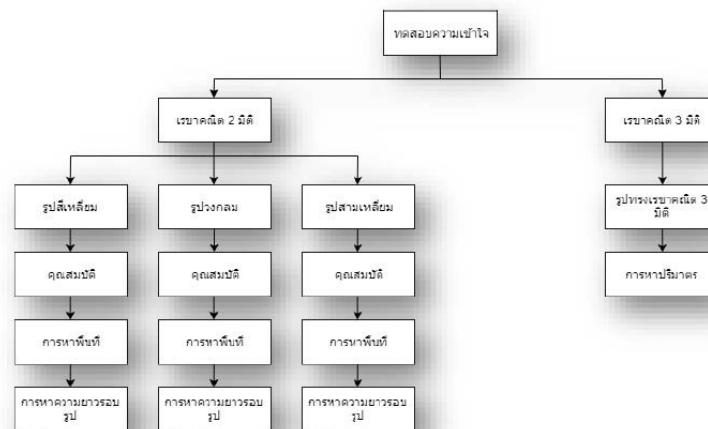 ทดสอบความเข้าใจ
เรขาคณิต 2 มิติ
เรขาคณิต 3 มิติ
รูปสี่เหลี่ยม
รูปวงกลม
รูปสามเหลี่ยม
รูปทรงเรขาคณิต 3
มิติ
คุณสมบัติ
คุณสมบัติ
คุณสมบัติ
การหาปริมาตร
การหาพื้นที่
การหาพื้นที่
การหาพื้นที่
การหาความยาวรอบ
รูป
การหาความยาวรอบ
รูป
การหาความยาวรอบ
รูป